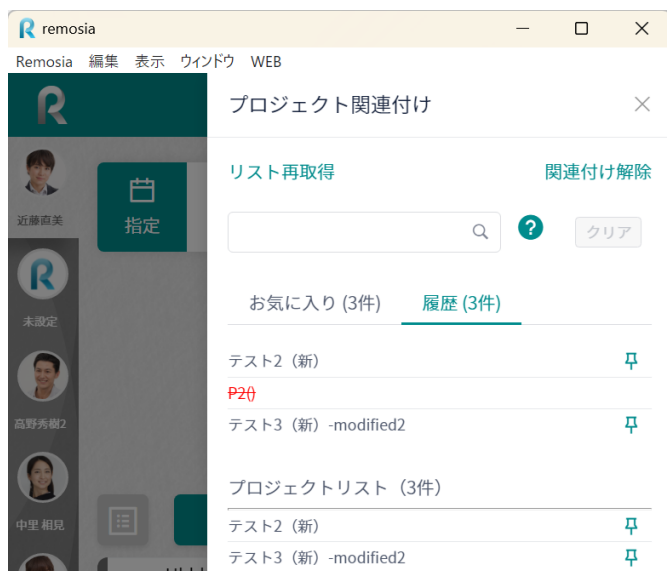 remosia
Remosia 編集 表示 ウィンドウ WEB
プロジェクト関連付け
リスト再取得 関連付け解除
近藤直美
指定
クリア
未設定
お気に入り (3件) 履歴 (3件)
テスト2（新）
P2()
高野秀樹2
テスト3（新）-modified2
プロジェクトリスト（3件）
中里 相見
テスト2（新）
テスト3（新）-modified2